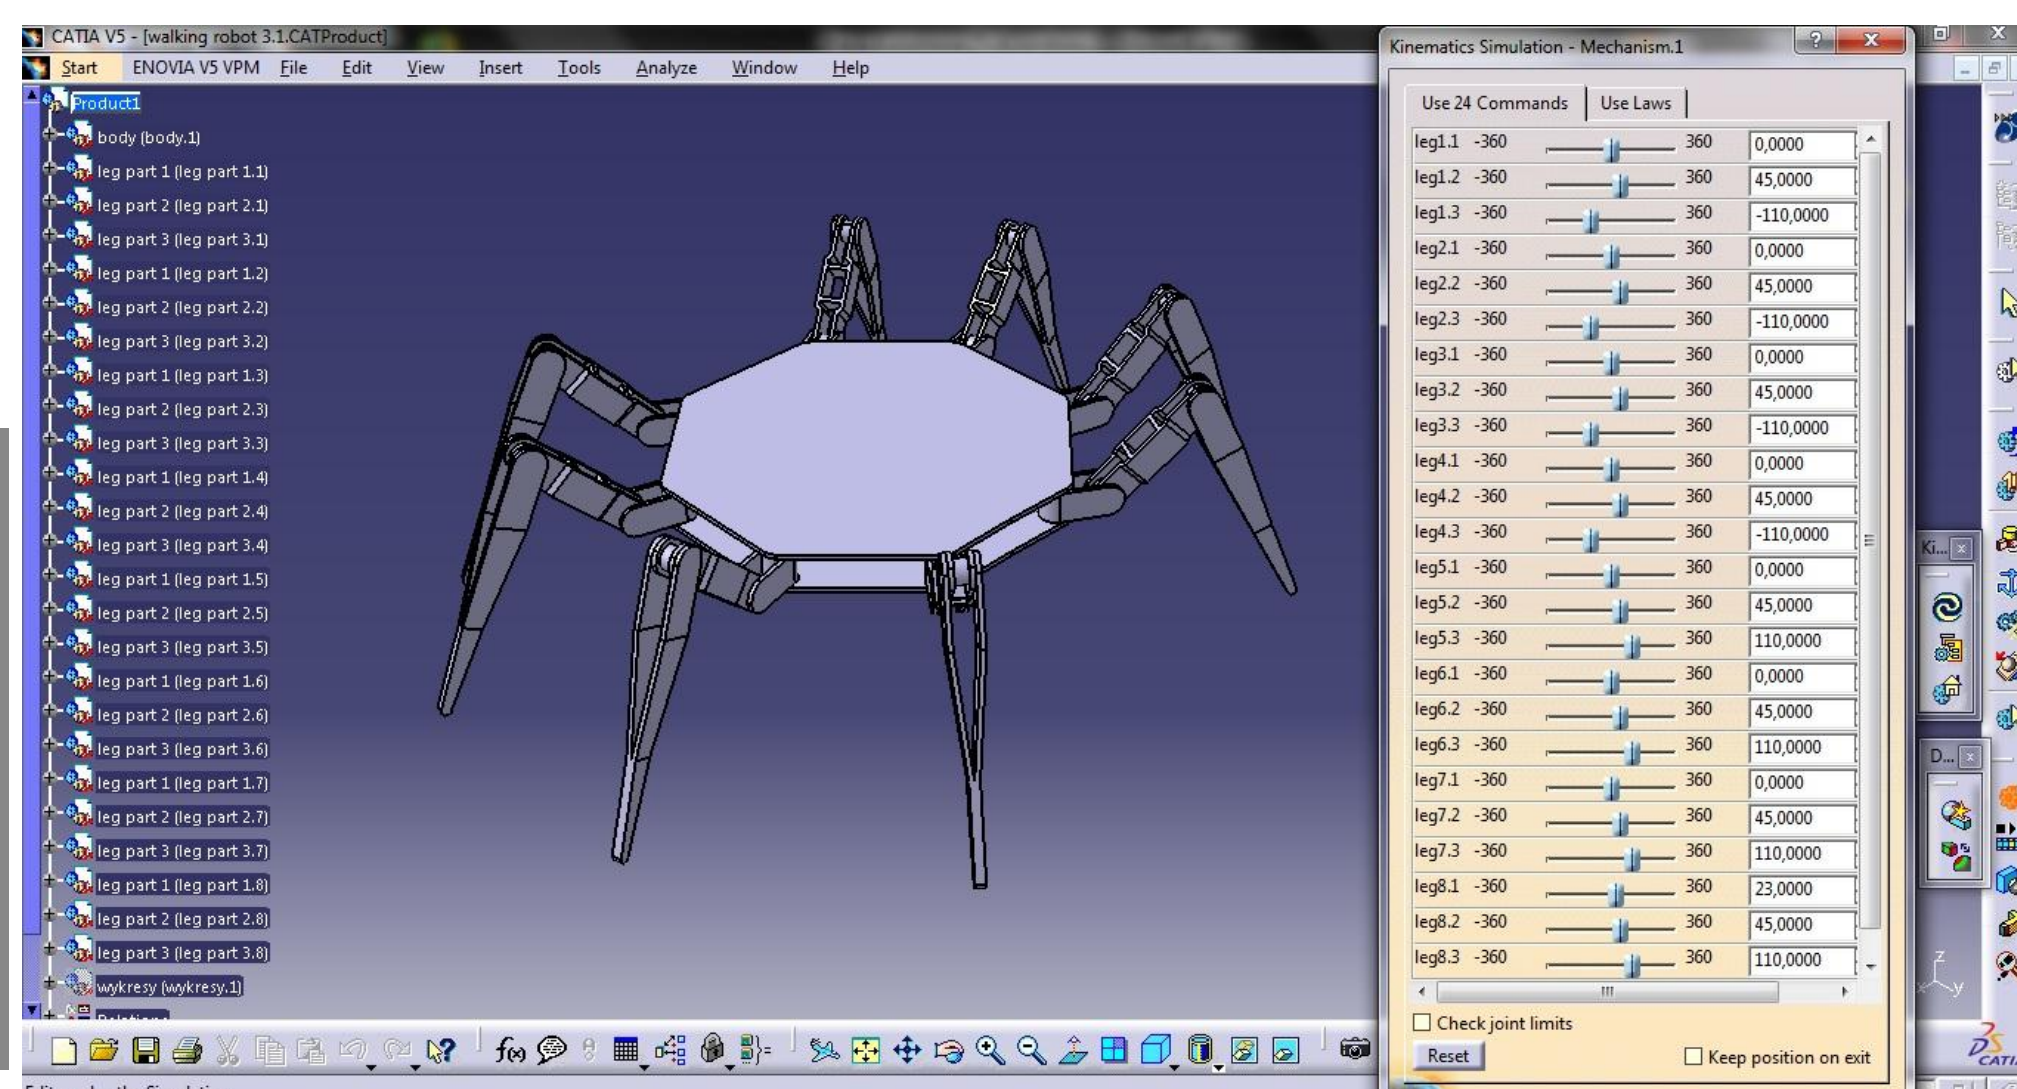 CATIA V5 - [walking robot 3.1.CATProduct]
Start ENOVIA V5 VPM File Edit View Insert Tools Analyze Window Help
Product1
body (body.1)
leg part 1 (leg part 1.1)
leg part 2 (leg part 2.1)
leg part 3 (leg part 3.1)
leg part 1 (leg part 1.2)
leg part 2 (leg part 2.2)
leg part 3 (leg part 3.2)
leg part 1 (leg part 1.3)
leg part 2 (leg part 2.3)
leg part 3 (leg part 3.3)
leg part 1 (leg part 1.4)
leg part 2 (leg part 2.4)
leg part 3 (leg part 3.4)
leg part 1 (leg part 1.5)
leg part 2 (leg part 2.5)
leg part 3 (leg part 3.5)
leg part 1 (leg part 1.6)
leg part 2 (leg part 2.6)
leg part 3 (leg part 3.6)
leg part 1 (leg part 1.7)
leg part 2 (leg part 2.7)
leg part 3 (leg part 3.7)
leg part 1 (leg part 1.8)
leg part 2 (leg part 2.8)
leg part 3 (leg part 3.8)
wykresy (wykresy.1)
Kinematics Simulation - Mechanism.1
Use 24 Commands Use Laws
leg1.1 -360 360 0,0000
leg1.2 -360 360 45,0000
leg1.3 -360 360 -110,0000
leg2.1 -360 360 0,0000
leg2.2 -360 360 45,0000
leg2.3 -360 360 -110,0000
leg3.1 -360 360 0,0000
leg3.2 -360 360 45,0000
leg3.3 -360 360 -110,0000
leg4.1 -360 360 0,0000
leg4.2 -360 360 45,0000
leg4.3 -360 360 -110,0000
leg5.1 -360 360 0,0000
leg5.2 -360 360 45,0000
leg5.3 -360 360 110,0000
leg6.1 -360 360 0,0000
leg6.2 -360 360 45,0000
leg6.3 -360 360 110,0000
leg7.1 -360 360 0,0000
leg7.2 -360 360 45,0000
leg7.3 -360 360 110,0000
leg8.1 -360 360 23,0000
leg8.2 -360 360 45,0000
leg8.3 -360 360 110,0000
Check joint limits
Reset Keep position on exit
Ki...
D...
z
x y
f(x)